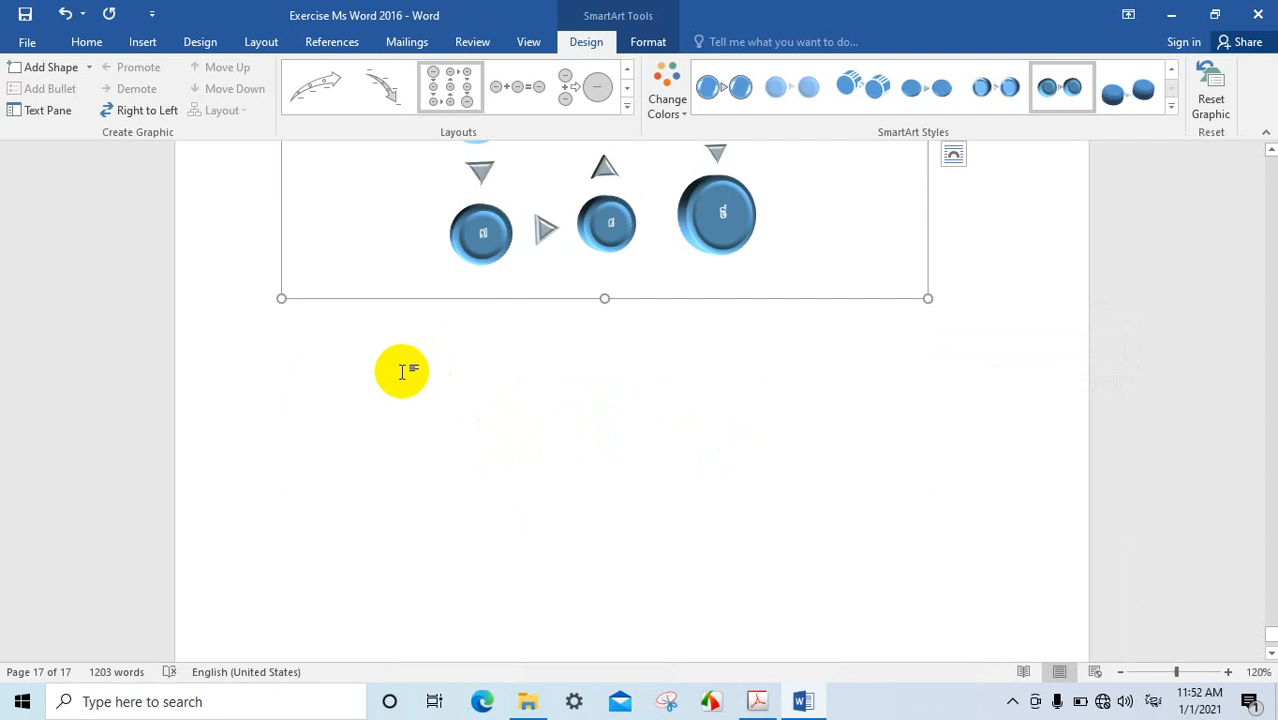 Exercise Ms Word 2016 - Word
SmartArt Tools
File Home Insert Design Layout References Mailings Review View Design Format Tell me what you want to do... Sign in Share
Add Shape Promote Move Up
Add Bullet Demote Move Down
Text Pane Right to Left Layout
Change Colors
Reset Graphic
Create Graphic Layouts SmartArt Styles Reset
Page 17 of 17 1203 words English (United States) 120%
Type here to search
11:52 AM
1/1/2021